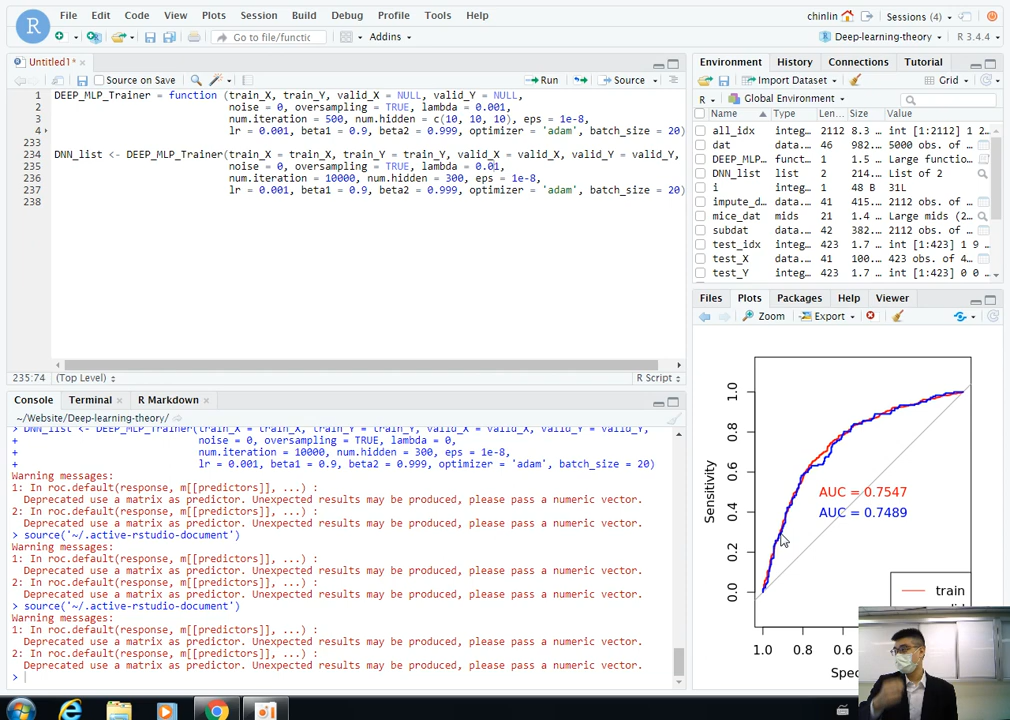 File Edit Code View Plots Session Build Debug Profile Tools Help
chinlin Sessions (4)
Go to file/functic Addins
Deep-learning-theory R 3.4.4
Untitled1*
Source on Save Run Source
1 DEEP_MLP_Trainer = function (train_X, train_Y, valid_X = NULL, valid_Y = NULL,
2 noise = 0, oversampling = TRUE, lambda = 0.001,
3 num.iteration = 500, num.hidden = c(10, 10, 10), eps = 1e-8,
4 lr = 0.001, beta1 = 0.9, beta2 = 0.999, optimizer = 'adam', batch_size = 20)
233
234 DNN_list <- DEEP_MLP_Trainer(train_X = train_X, train_Y = train_Y, valid_X = valid_X, valid_Y = valid_Y,
235 noise = 0, oversampling = TRUE, lambda = 0.01,
236 num.iteration = 10000, num.hidden = 300, eps = 1e-8,
237 lr = 0.001, beta1 = 0.9, beta2 = 0.999, optimizer = 'adam', batch_size = 20)
238
235:74 (Top Level) R Script
Console Terminal R Markdown
~/Website/Deep-learning-theory/
> DNN_list <- DEEP_MLP_Trainer(train_X = train_X, train_Y = train_Y, valid_X = valid_X, valid_Y = valid_Y,
+ noise = 0, oversampling = TRUE, lambda = 0,
+ num.iteration = 10000, num.hidden = 300, eps = 1e-8,
+ lr = 0.001, beta1 = 0.9, beta2 = 0.999, optimizer = 'adam', batch_size = 20)
Warning messages:
1: In roc.default(response, m[[predictors]], ...) :
Deprecated use a matrix as predictor. Unexpected results may be produced, please pass a numeric vector.
2: In roc.default(response, m[[predictors]], ...) :
Deprecated use a matrix as predictor. Unexpected results may be produced, please pass a numeric vector.
> source('~/.active-rstudio-document')
Warning messages:
1: In roc.default(response, m[[predictors]], ...) :
Deprecated use a matrix as predictor. Unexpected results may be produced, please pass a numeric vector.
2: In roc.default(response, m[[predictors]], ...) :
Deprecated use a matrix as predictor. Unexpected results may be produced, please pass a numeric vector.
> source('~/.active-rstudio-document')
Warning messages:
1: In roc.default(response, m[[predictors]], ...) :
Deprecated use a matrix as predictor. Unexpected results may be produced, please pass a numeric vector.
2: In roc.default(response, m[[predictors]], ...) :
Deprecated use a matrix as predictor. Unexpected results may be produced, please pass a numeric vector.
>
Environment History Connections Tutorial
Import Dataset Grid
R Global Environment
Name Type Len… Size Value
all_idx integ… 2112 8.3 … int [1:2112] 1 2…
dat data.… 46 982… 5000 obs. of …
DEEP_MLP… funct… 1 1.5… Large functio…
DNN_list list 2 214.… List of 2
i integ… 1 48 B 31L
impute_d… data.… 41 415… 2112 obs. of …
mice_dat mids 21 1.4… Large mids (2…
subdat data.… 42 382… 2112 obs. of …
test_idx integ… 423 1.7 … int [1:423] 1 9 …
test_X data.… 41 100… 423 obs. of 4…
test_Y integ… 423 1.7 … int [1:423] 0 0 …
Files Plots Packages Help Viewer
Zoom Export
Sensitivity
1.0
0.8
0.6
0.4
0.2
0.0
AUC = 0.7547
AUC = 0.7489
train
1.0 0.8 0.6
Spec